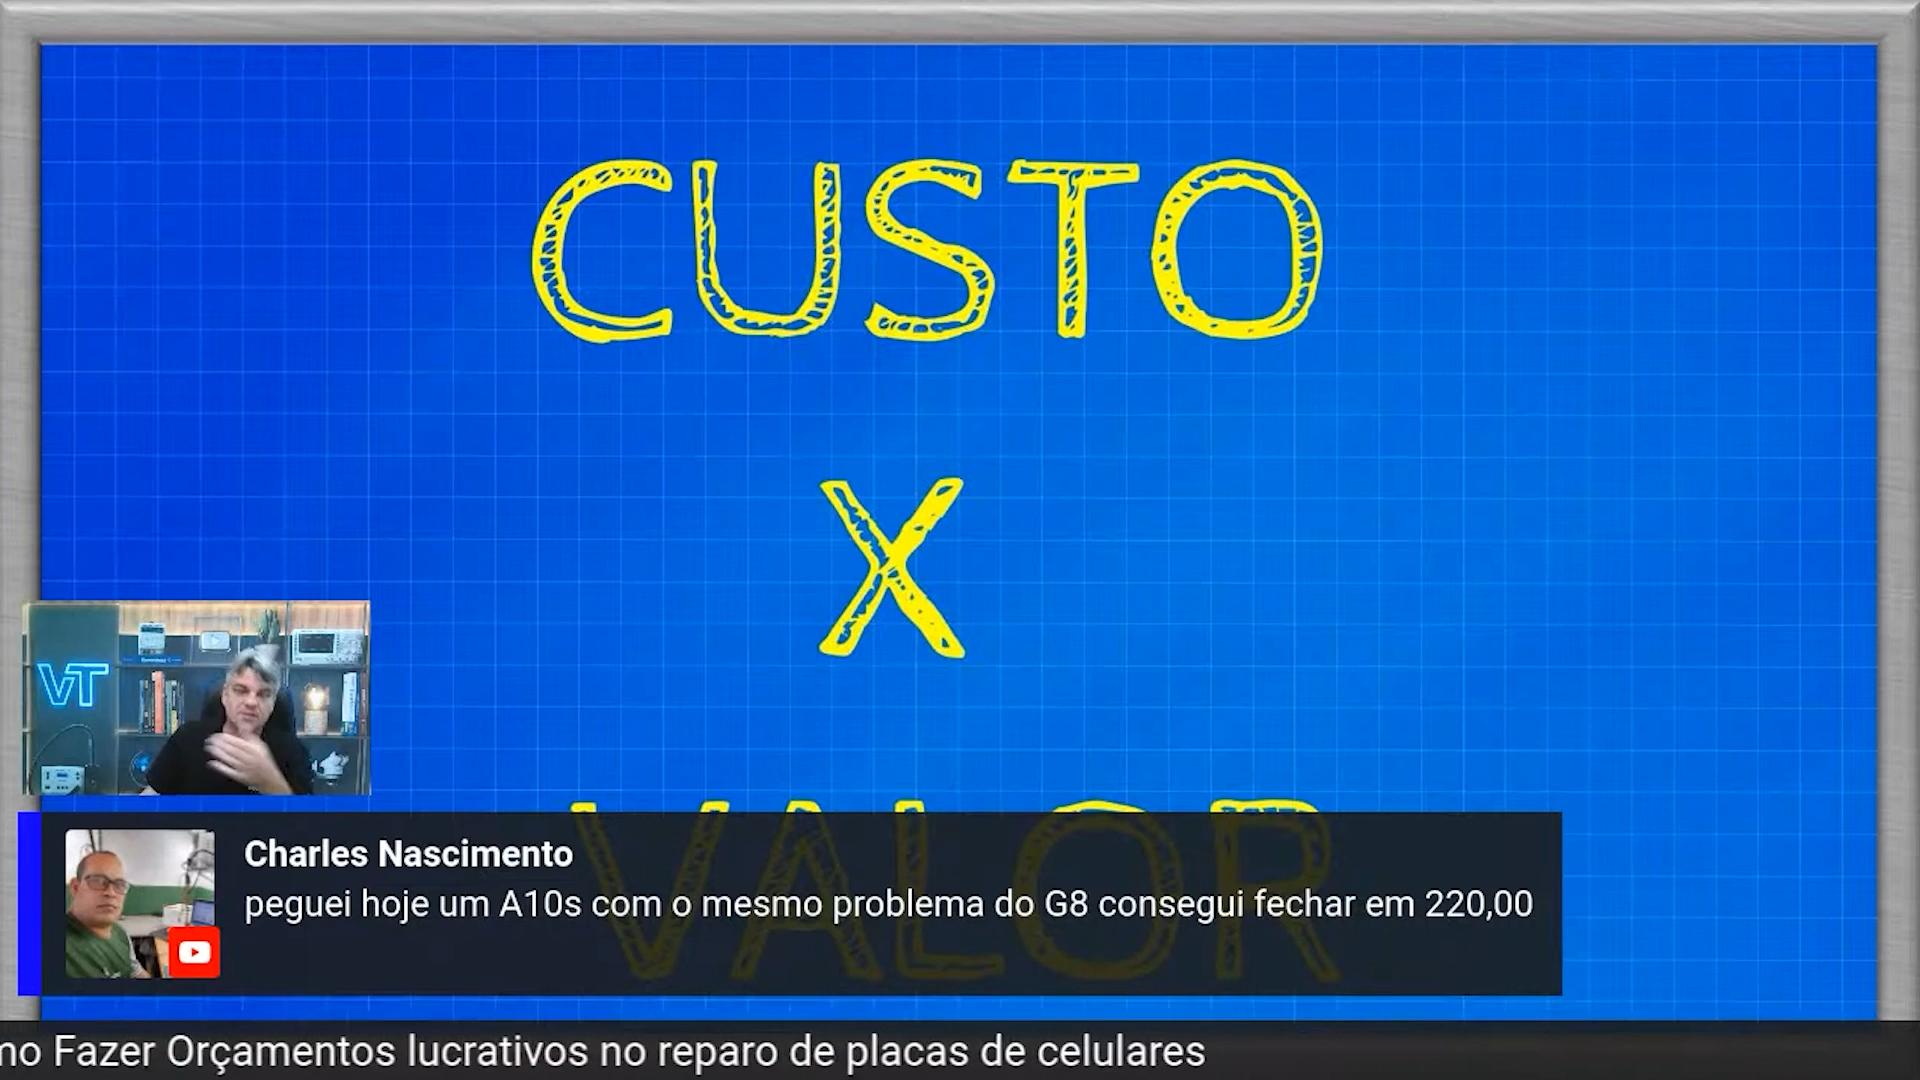 CUSTO
X
VALOR
VT
Charles Nascimento
peguei hoje um A10s com o mesmo problema do G8 consegui fechar em 220,00
mo Fazer Orçamentos lucrativos no reparo de placas de celulares